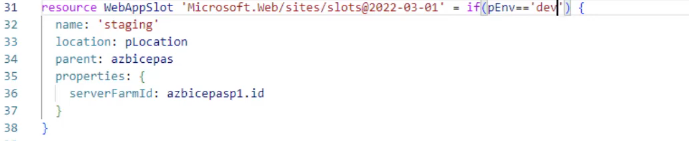 31 resource WebAppSlot 'Microsoft.Web/sites/slots@2022-03-01' = if(pEnv=='dev') {
32 name: 'staging'
33 location: pLocation
34 parent: azbicepas
35 properties: {
36 serverFarmId: azbicepasp1.id
37 }
38 }